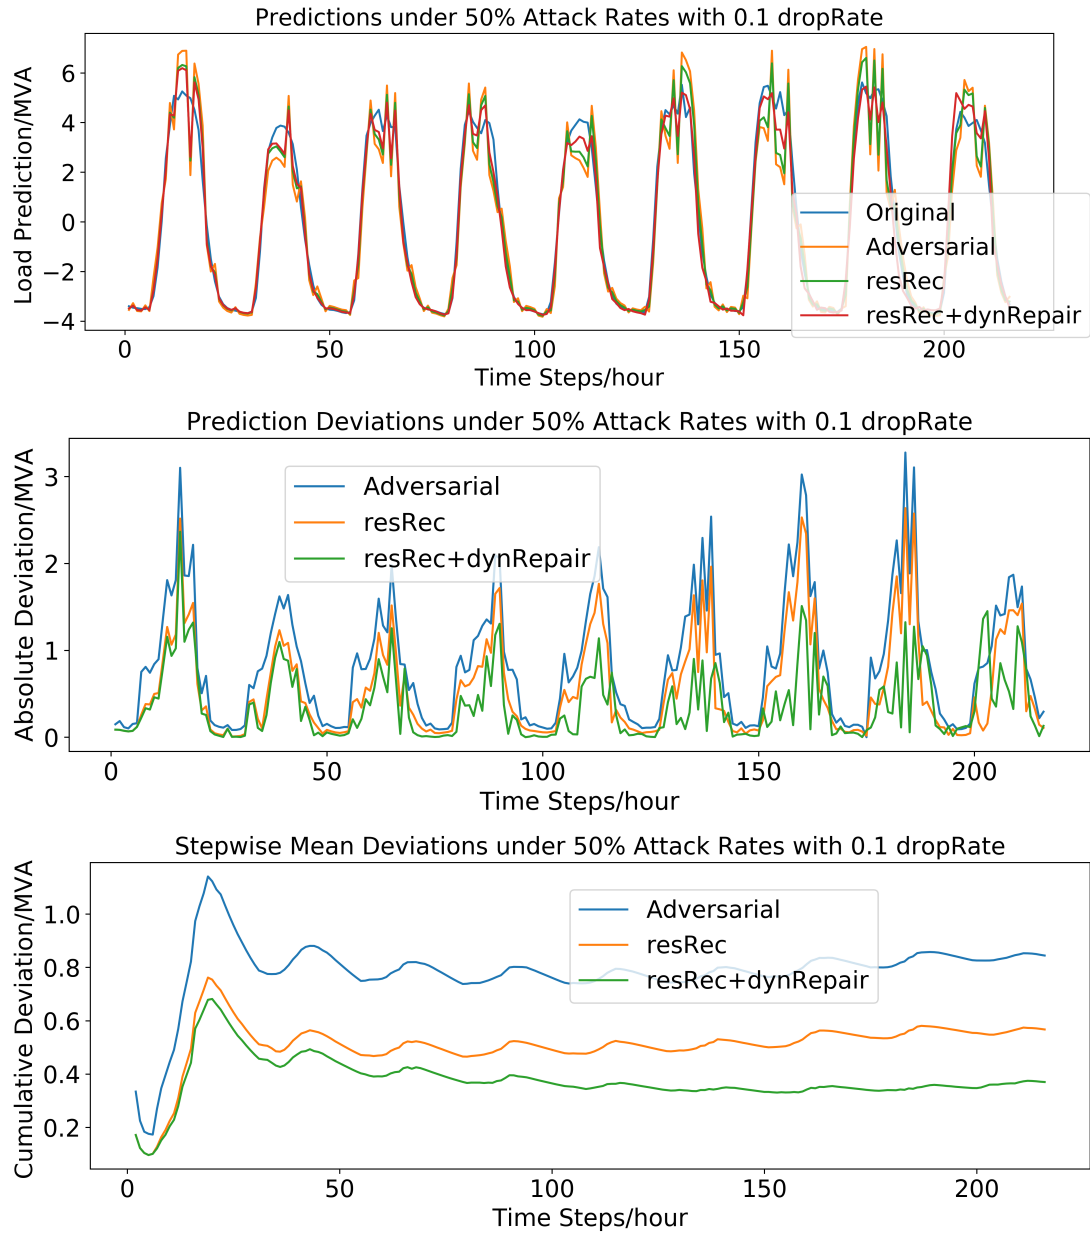 Predictions under 50% Attack Rates with 0.1 dropRate
Load Prediction/MVA
6
4
2
0
−2
−4
0
50
100
150
200
Original
Adversarial
resRec
resRec+dynRepair
Time Steps/hour
Prediction Deviations under 50% Attack Rates with 0.1 dropRate
Absolute Deviation/MVA
3
2
1
0
0
50
100
150
200
Adversarial
resRec
resRec+dynRepair
Time Steps/hour
Stepwise Mean Deviations under 50% Attack Rates with 0.1 dropRate
Cumulative Deviation/MVA
1.0
0.8
0.6
0.4
0.2
0
50
100
150
200
Adversarial
resRec
resRec+dynRepair
Time Steps/hour